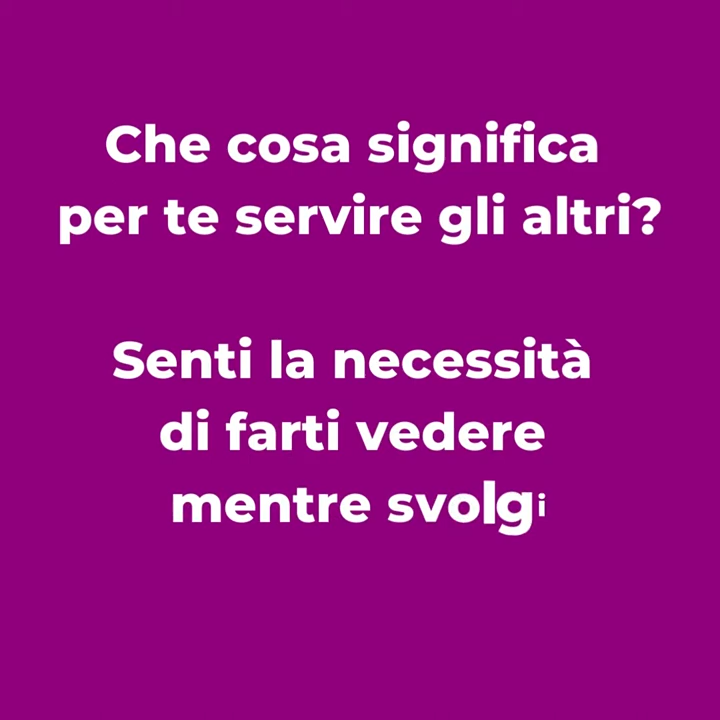 Che cosa significa
per te servire gli altri?
Senti la necessità
di farti vedere
mentre svolgi